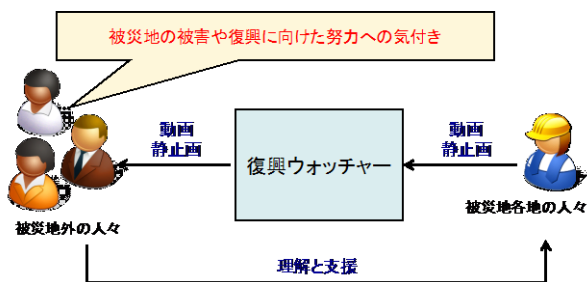 被災地の被害や復興に向けた努力への気付き
動画
静止画
復興ウォッチャー
動画
静止画
被災地外の人々
被災地各地の人々
理解と支援